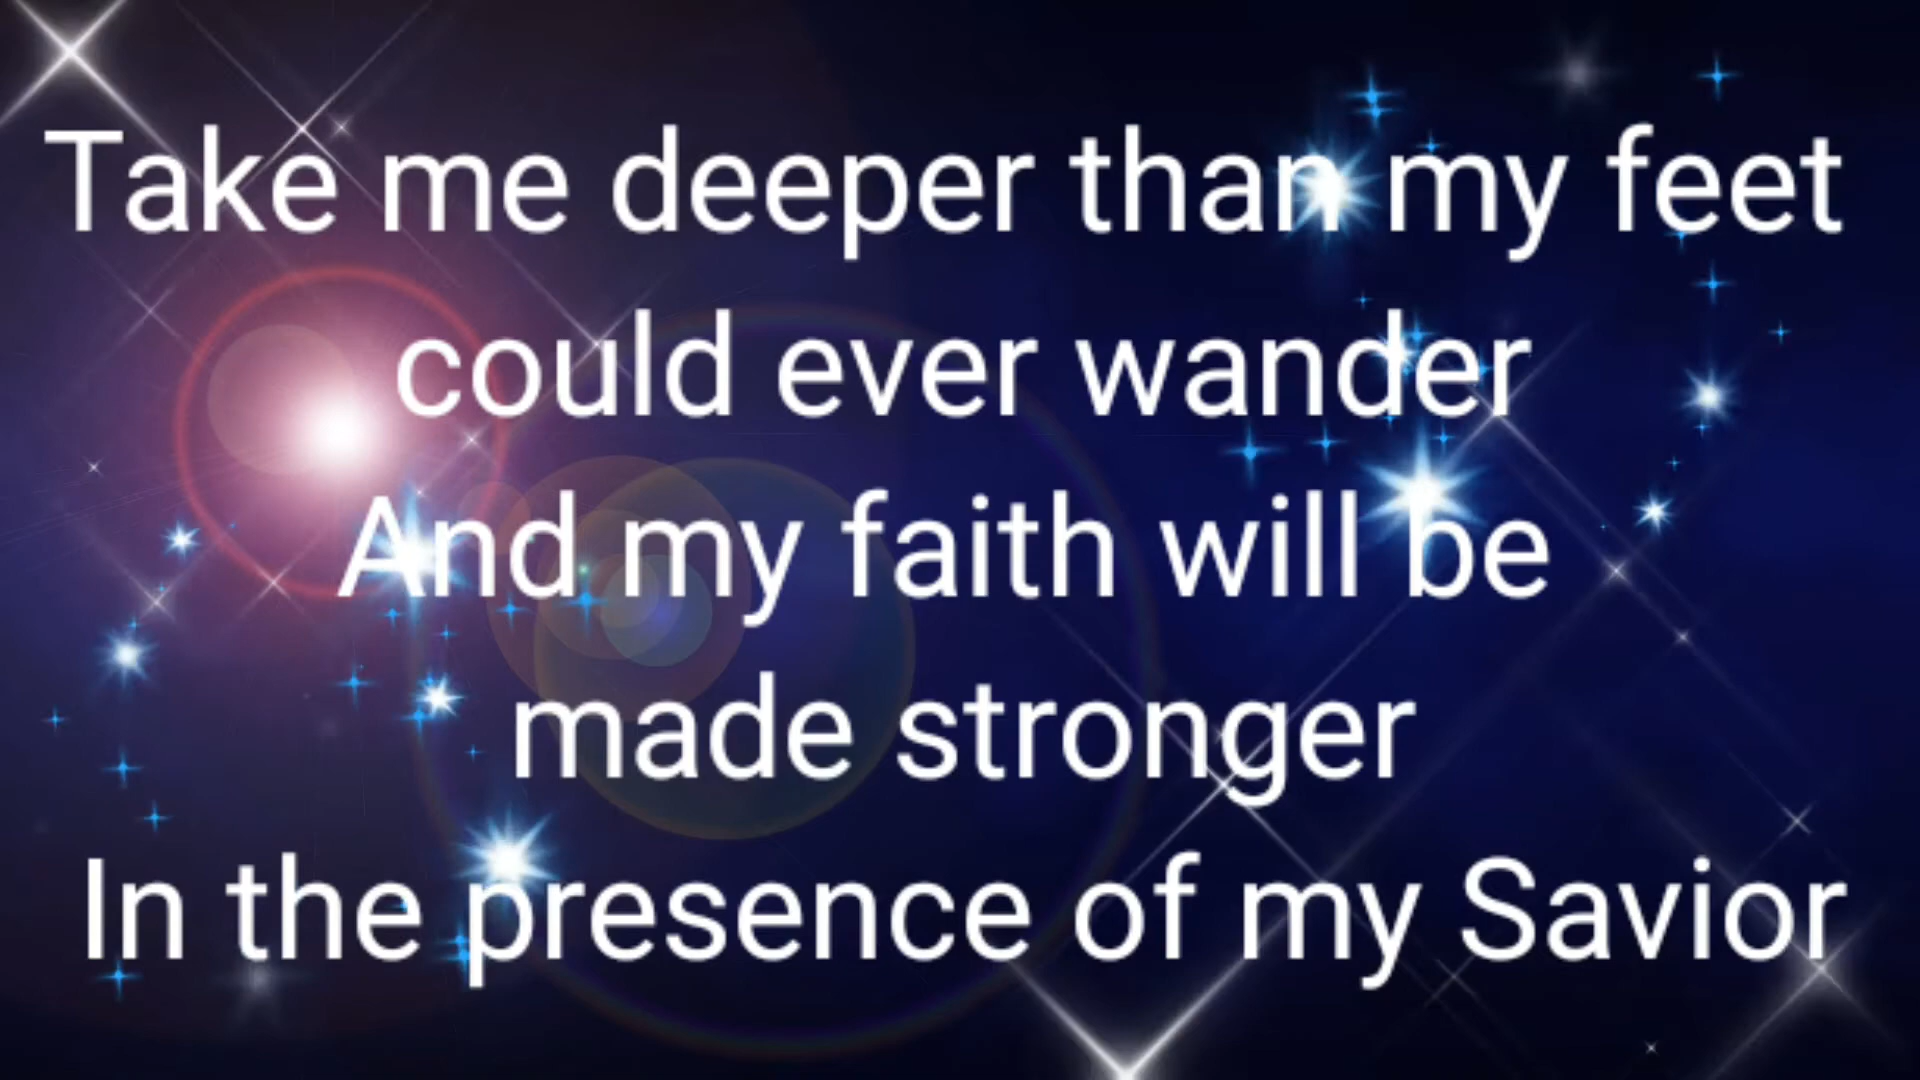 Take me deeper than my feet
could ever wander
And my faith will be
made stronger
In the presence of my Savior